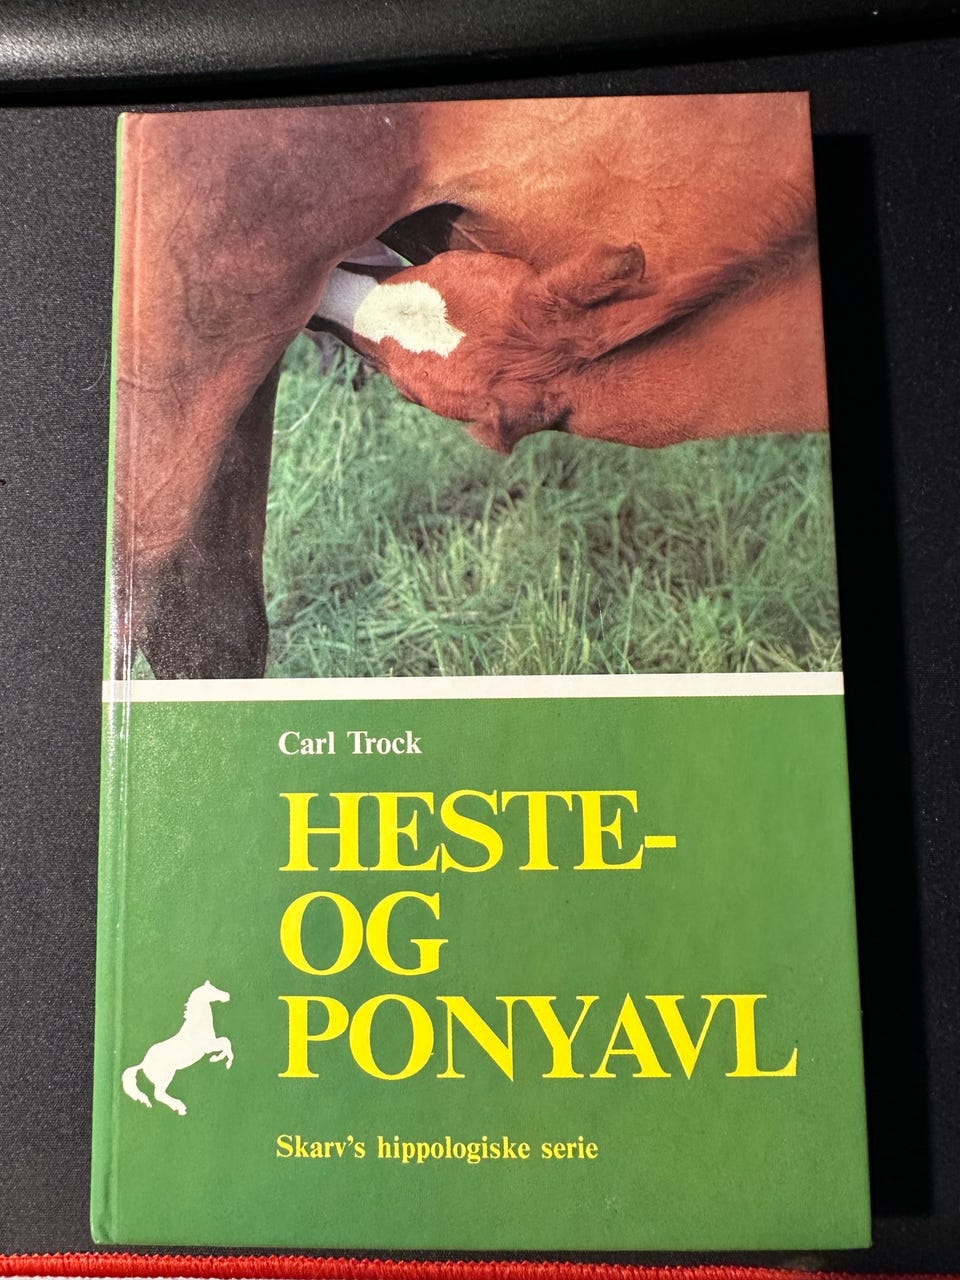 Carl Trock
HESTE-
OG
PONYAVL
Skarv's hippologiske serie